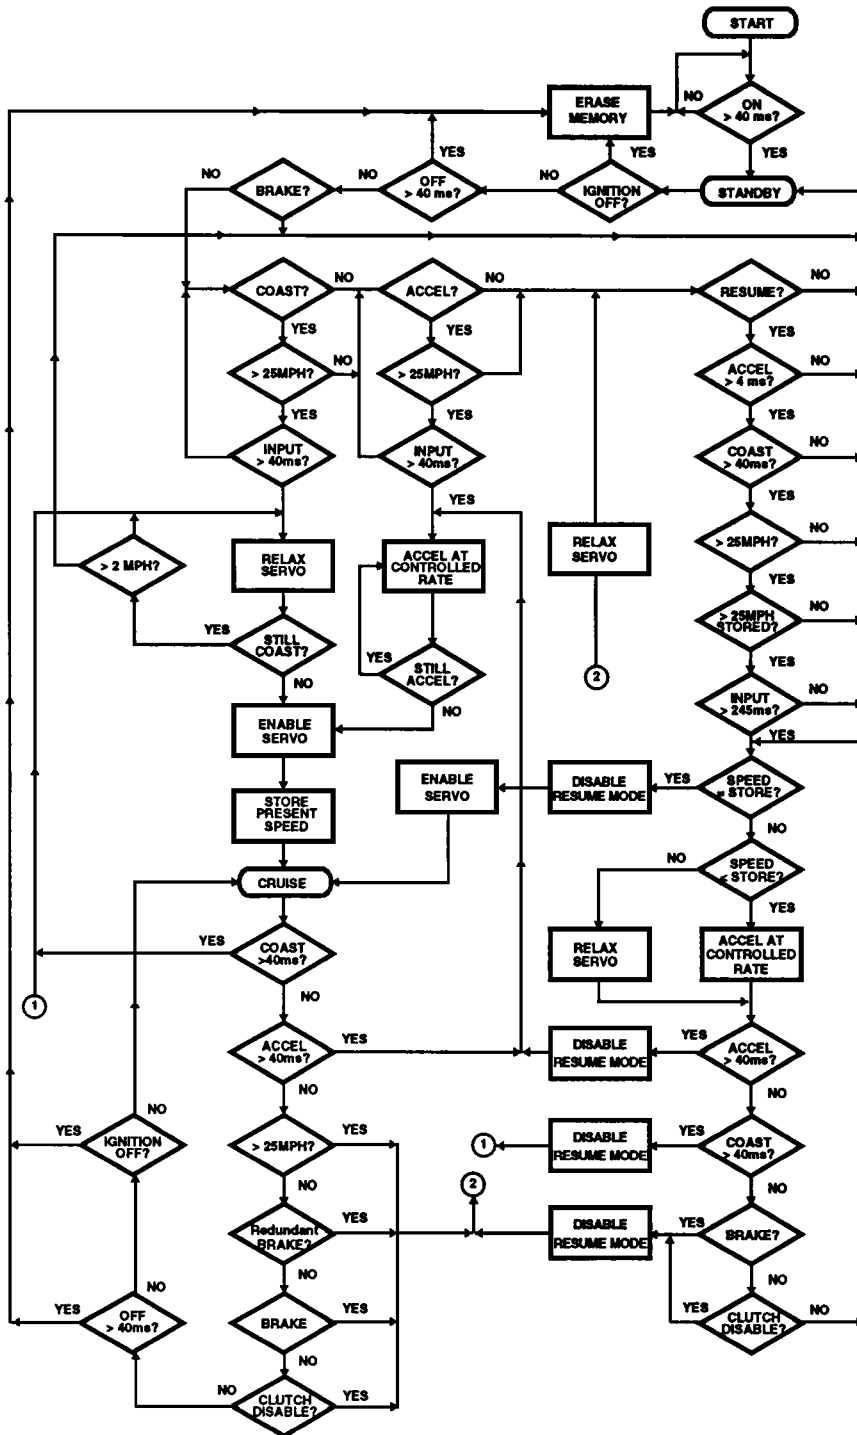 START
ERASE
MEMORY
NO
ON
> 40 ms?
YES
YES
YES
NO
BRAKE?
NO
OFF
> 40 ms?
NO
IGNITION
OFF?
STANDBY
COAST?
NO
ACCEL?
NO
RESUME?
NO
YES
YES
YES
> 25MPH?
NO
> 25MPH?
ACCEL
> 4 ms?
NO
YES
YES
YES
INPUT
> 40ms?
INPUT
> 40ms?
COAST
> 40ms?
NO
YES
YES
> 2 MPH?
RELAX
SERVO
ACCEL AT
CONTROLLED
RATE
RELAX
SERVO
> 25MPH?
NO
YES
YES
STILL
COAST?
YES
STILL
ACCEL?
2
> 25MPH
STORED?
NO
NO
NO
YES
ENABLE
SERVO
INPUT
> 245ms?
NO
YES
STORE
PRESENT
SPEED
ENABLE
SERVO
DISABLE
RESUME MODE
YES
SPEED
= STORE?
NO
CRUISE
NO
SPEED
< STORE?
YES
YES
COAST
>40ms?
RELAX
SERVO
ACCEL AT
CONTROLLED
RATE
1
NO
ACCEL
> 40ms?
YES
DISABLE
RESUME MODE
YES
ACCEL
> 40ms?
NO
NO
NO
YES
IGNITION
OFF?
> 25MPH?
YES
1
DISABLE
RESUME MODE
YES
COAST
> 40ms?
NO
2
NO
Redundant
BRAKE?
YES
DISABLE
RESUME MODE
YES
BRAKE?
NO
NO
NO
YES
OFF
> 40ms?
BRAKE
YES
YES
CLUTCH
DISABLE?
NO
NO
NO
CLUTCH
DISABLE?
YES